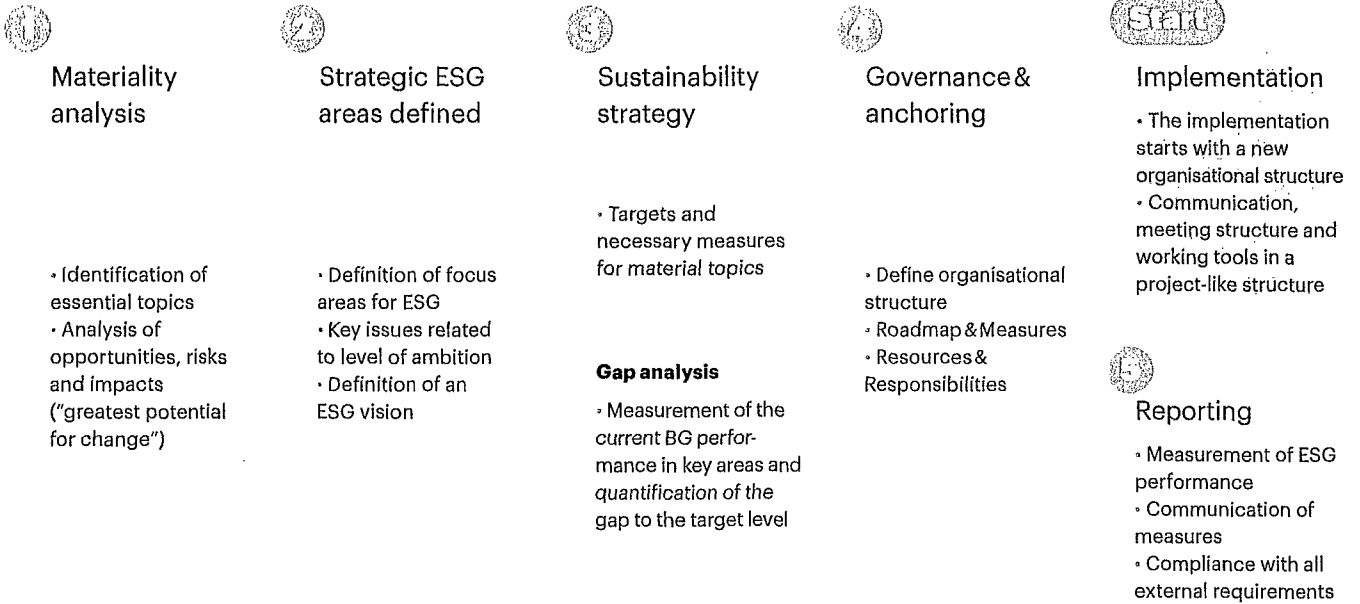 1
Materiality
analysis
• Identification of
essential topics
• Analysis of
opportunities, risks
and impacts
("greatest potential
for change")
2
Strategic ESG
areas defined
• Definition of focus
areas for ESG
• Key issues related
to level of ambition
• Definition of an
ESG vision
3
Sustainability
strategy
• Targets and
necessary measures
for material topics
Gap analysis
• Measurement of the
current BG perfor-
mance in key areas and
quantification of the
gap to the target level
4
Governance &
anchoring
• Define organisational
structure
• Roadmap & Measures
• Resources &
Responsibilities
Start
Implementation
• The implementation
starts with a new
organisational structure
• Communication,
meeting structure and
working tools in a
project-like structure
5
Reporting
• Measurement of ESG
performance
• Communication of
measures
• Compliance with all
external requirements